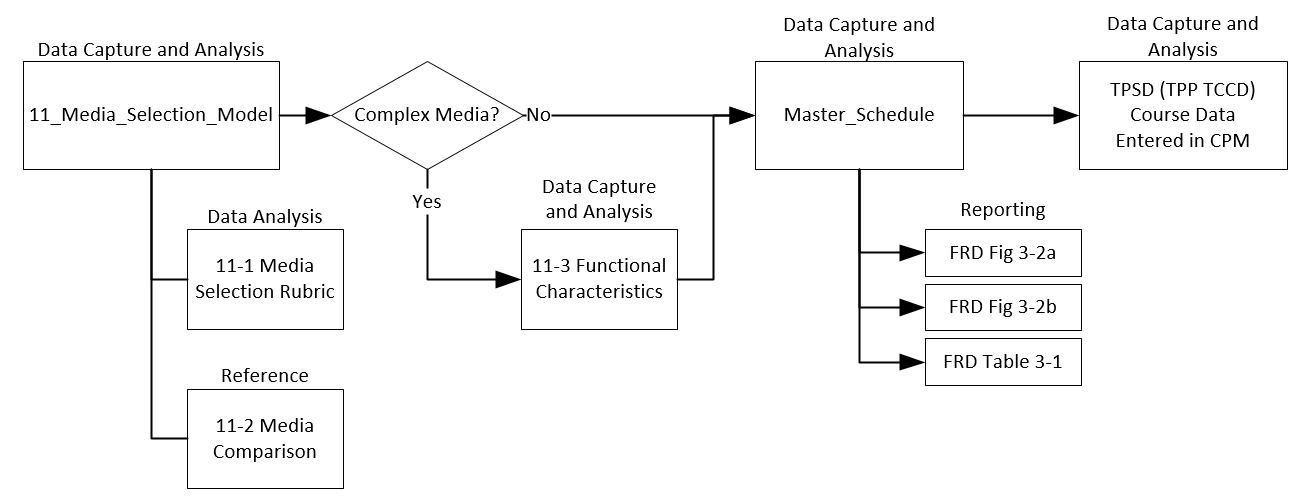 Data Capture and Analysis
11_Media_Selection_Model
Complex Media?
No
Yes
Data Analysis
11-1 Media
Selection Rubric
Reference
11-2 Media
Comparison
Data Capture
and Analysis
11-3 Functional
Characteristics
Data Capture and
Analysis
Master_Schedule
Data Capture and
Analysis
TPSD (TPP TCCD)
Course Data
Entered in CPM
Reporting
FRD Fig 3-2a
FRD Fig 3-2b
FRD Table 3-1